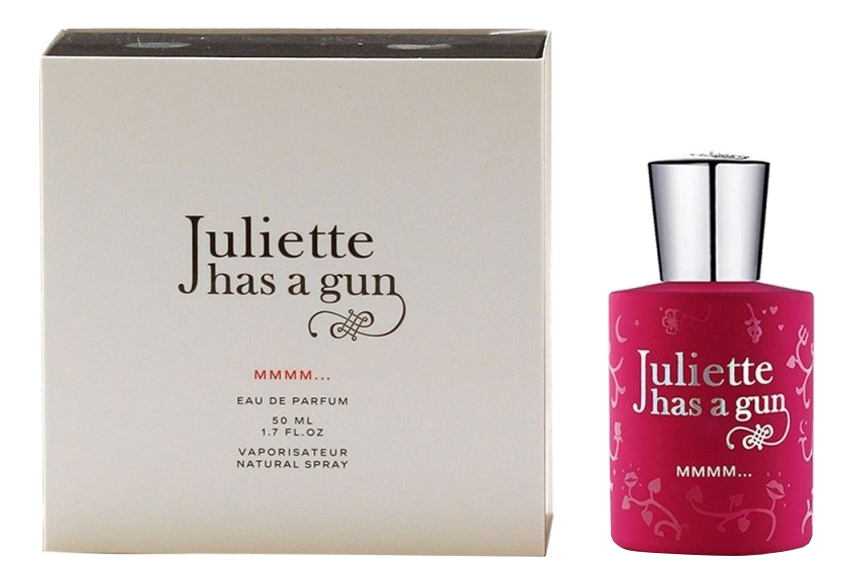 Juliette
has a gun
MMMM...
EAU DE PARFUM
50 ML
1.7 FL.OZ
VAPORISATEUR
NATURAL SPRAY
Juliette
has a gun
MMMM...